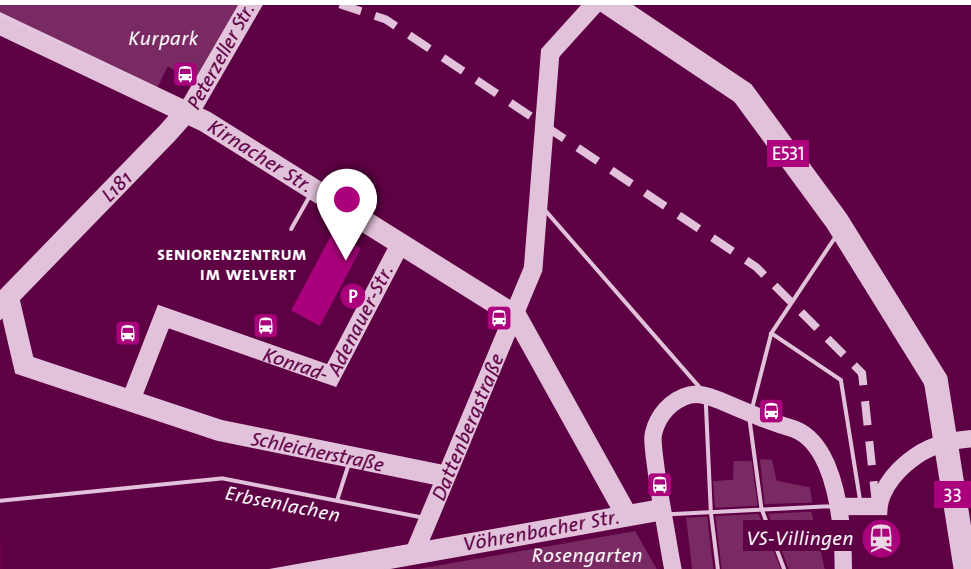 Kurpark
Peterzeller Str.
Kirnacher Str.
L181
E531
SENIORENZENTRUM
IM WELVERT
P
Konrad-
Adenauer-Str.
Dattenbergstraße
Schleicherstraße
Erbsenlachen
Vöhrenbacher Str.
Rosengarten
VS-Villingen
33